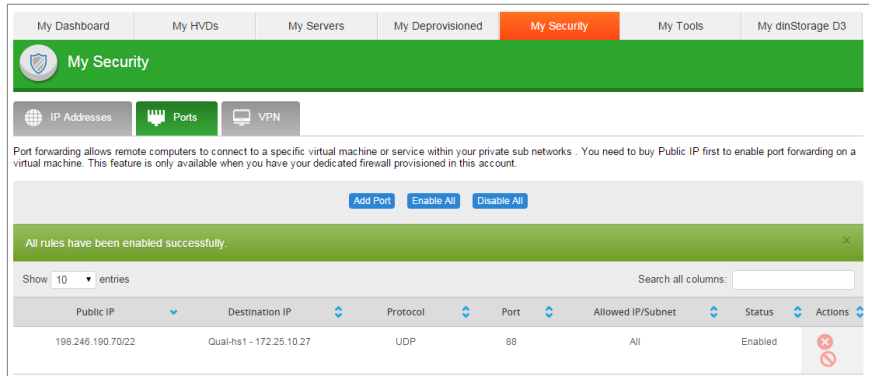 My Dashboard My HVDs My Servers My Deprovisioned My Security My Tools My dinStorage D3
My Security
IP Addresses Ports VPN
Port forwarding allows remote computers to connect to a specific virtual machine or service within your private sub networks . You need to buy Public IP first to enable port forwarding on a
virtual machine. This feature is only available when you have your dedicated firewall provisioned in this account.
Add Port Enable All Disable All
All rules have been enabled successfully. ×
Show 10 entries Search all columns:
Public IP Destination IP Protocol Port Allowed IP/Subnet Status Actions
198.246.190.70/22 Qual-hs1 - 172.25.10.27 UDP 88 All Enabled